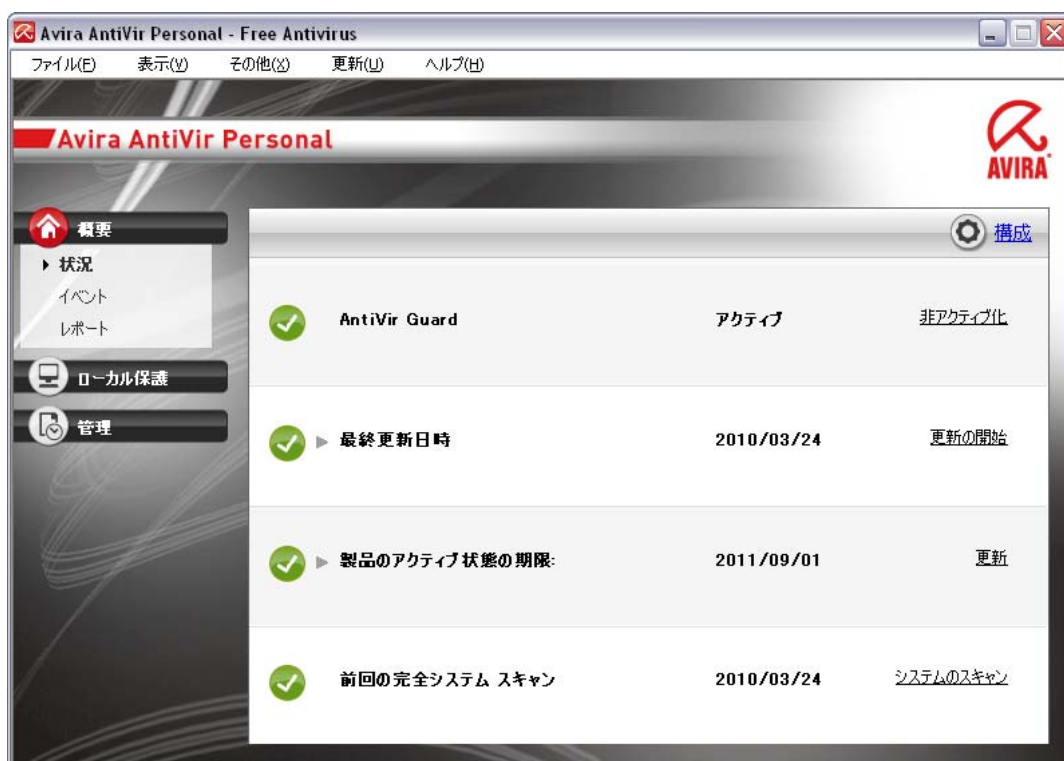 Avira AntiVir Personal - Free Antivirus
ファイル(F) 表示(V) その他(X) 更新(U) ヘルプ(H)
Avira AntiVir Personal
AVIRA
概要
状況
イベント
レポート
ローカル保護
管理
構成
AntiVir Guard アクティブ 非アクティブ化
最終更新日時 2010/03/24 更新の開始
製品のアクティブ状態の期限: 2011/09/01 更新
前回の完全システム スキャン 2010/03/24 システムのスキャン